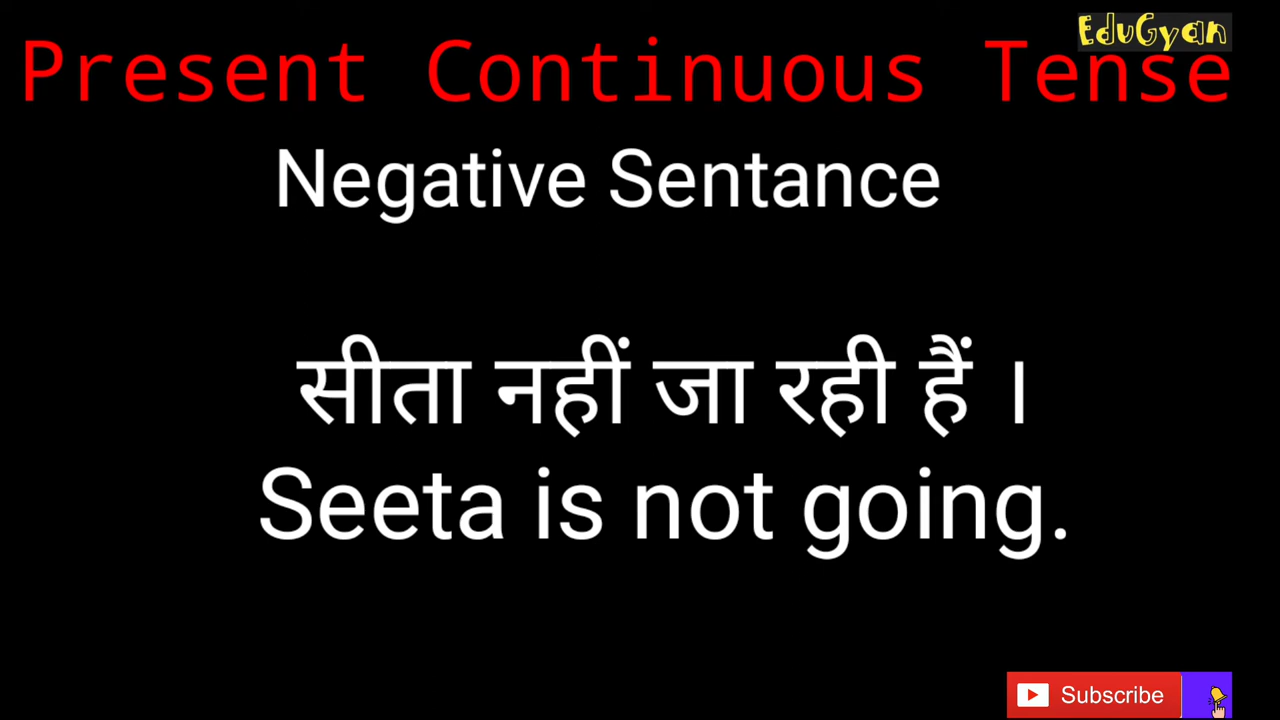 EduGyan
Present Continuous Tense
Negative Sentance
सीता नहीं जा रही हैं ।
Seeta is not going.
Subscribe